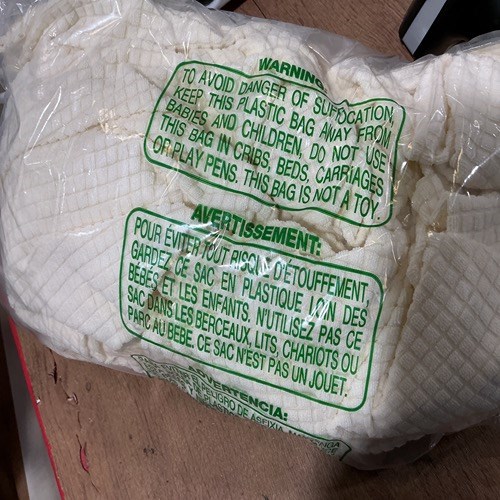 WARNING
TO AVOID DANGER OF SUFFOCATION,
KEEP THIS PLASTIC BAG AWAY FROM
BABIES AND CHILDREN. DO NOT USE
THIS BAG IN CRIBS, BEDS, CARRIAGES
OR PLAY PENS. THIS BAG IS NOT A TOY.
AVERTISSEMENT:
POUR ÉVITER TOUT RISQUE D'ÉTOUFFEMENT,
GARDEZ CE SAC EN PLASTIQUE LOIN DES
BÉBÉS ET LES ENFANTS. N'UTILISEZ PAS CE
SAC DANS LES BERCEAUX, LITS, CHARIOTS OU
PARC AU BEBE. CE SAC N'EST PAS UN JOUET.
ADVERTENCIA:
PELIGRO DE ASFIXIA,